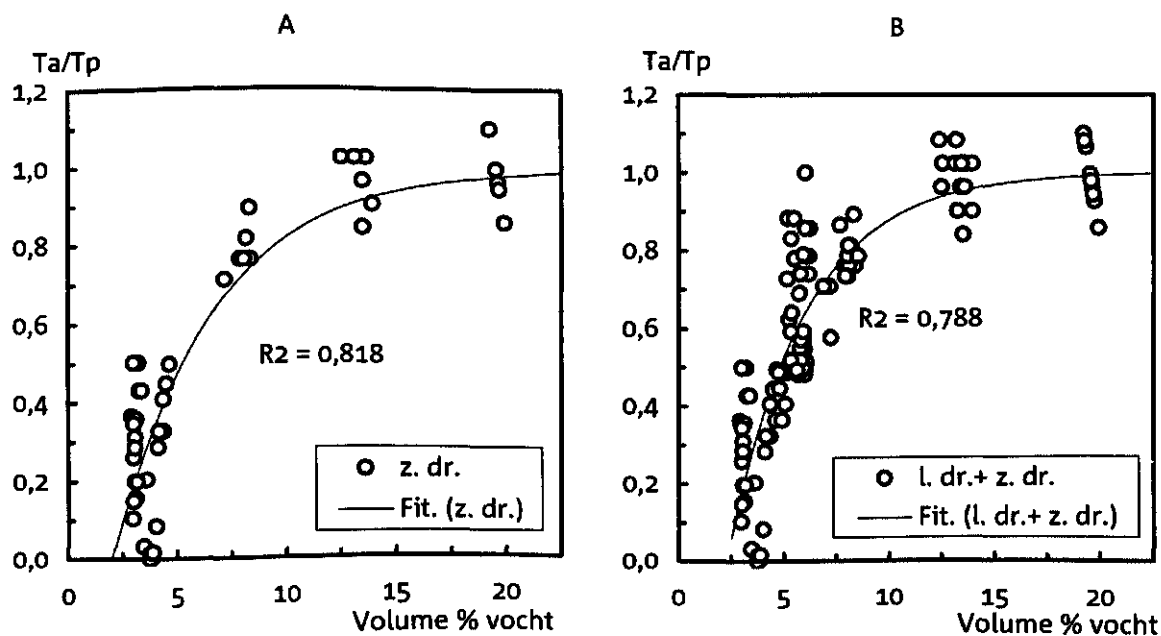 A
Ta/Tp
1,2
1,0
0,8
0,6
0,4
0,2
0,0
R2 = 0,818
z. dr.
Fit. (z. dr.)
0 5 10 15 20
Volume % vocht
B
Ta/Tp
1,2
1,0
0,8
0,6
0,4
0,2
0,0
R2 = 0,788
l. dr.+ z. dr.
Fit. (l. dr.+ z. dr.)
0 5 10 15 20
Volume % vocht